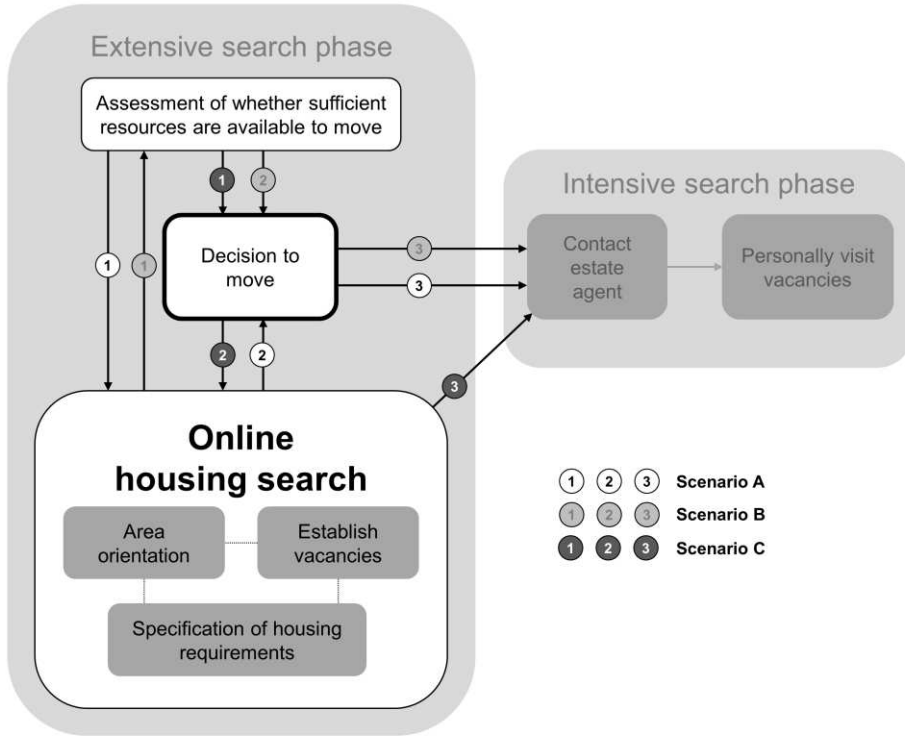 Extensive search phase
Assessment of whether sufficient
resources are available to move
1
2
Intensive search phase
Decision to
move
3
Contact
estate
agent
Personally visit
vacancies
1
1
3
2
2
3
Online
housing search
Area
orientation
Establish
vacancies
Specification of housing
requirements
1 2 3 Scenario A
1 2 3 Scenario B
1 2 3 Scenario C